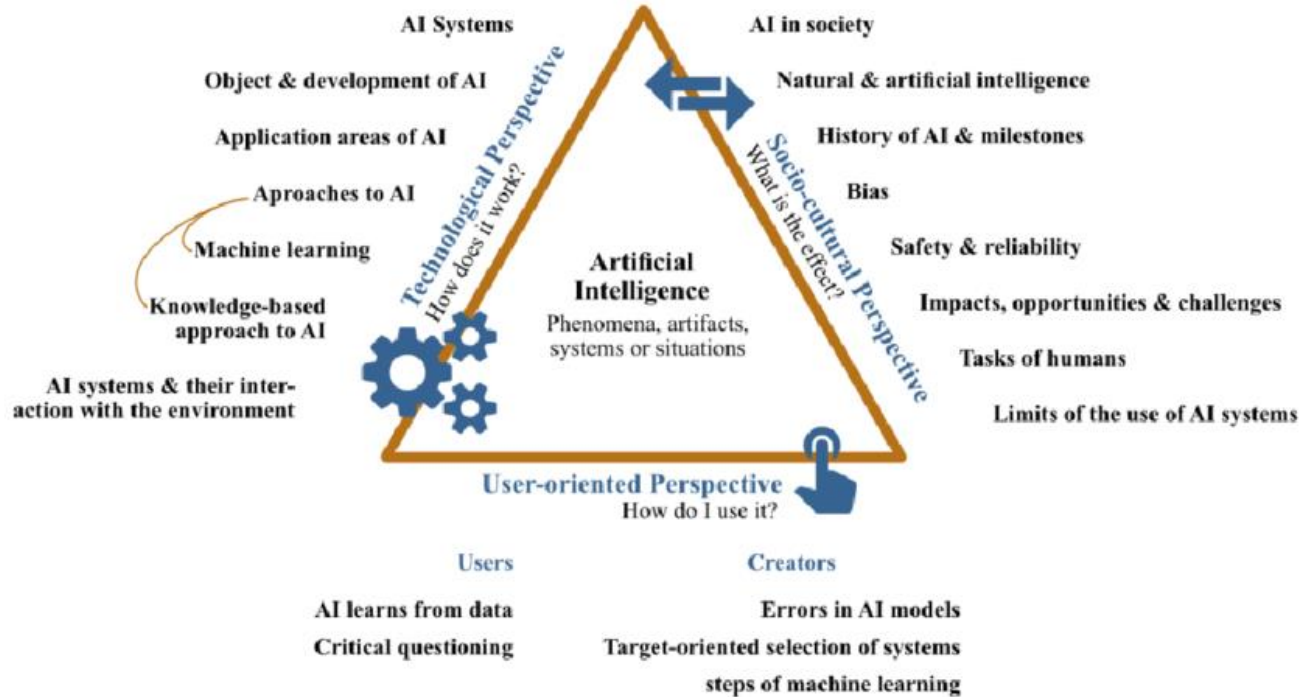 AI Systems
Object & development of AI
Application areas of AI
Aproaches to AI
Machine learning
Knowledge-based
approach to AI
AI systems & their inter-
action with the environment
Technological Perspective
How does it work?
Artificial
Intelligence
Phenomena, artifacts,
systems or situations
Socio-cultural Perspective
What is the effect?
AI in society
Natural & artificial intelligence
History of AI & milestones
Bias
Safety & reliability
Impacts, opportunities & challenges
Tasks of humans
Limits of the use of AI systems
User-oriented Perspective
How do I use it?
Users
AI learns from data
Critical questioning
Creators
Errors in AI models
Target-oriented selection of systems
steps of machine learning